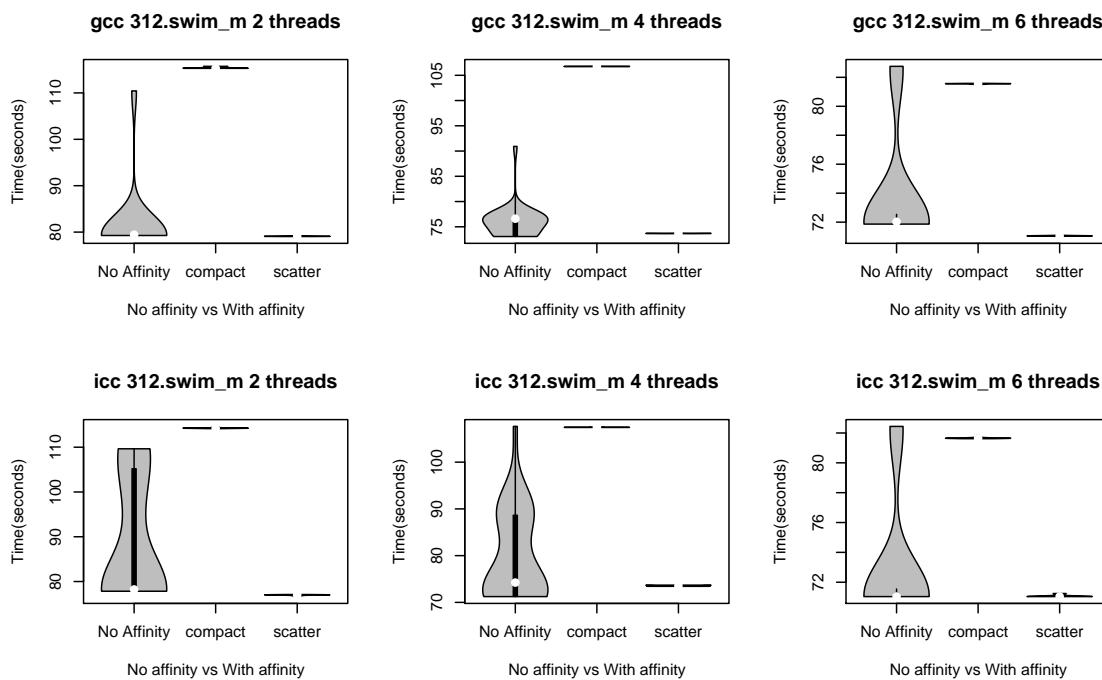 gcc 312.swim_m 2 threads
Time(seconds)
80
90
100
110
No Affinity compact scatter
No affinity vs With affinity
gcc 312.swim_m 4 threads
Time(seconds)
75
85
95
105
No Affinity compact scatter
No affinity vs With affinity
gcc 312.swim_m 6 threads
Time(seconds)
72
76
80
No Affinity compact scatter
No affinity vs With affinity
icc 312.swim_m 2 threads
Time(seconds)
80
90
100
110
No Affinity compact scatter
No affinity vs With affinity
icc 312.swim_m 4 threads
Time(seconds)
70
80
90
100
No Affinity compact scatter
No affinity vs With affinity
icc 312.swim_m 6 threads
Time(seconds)
72
76
80
No Affinity compact scatter
No affinity vs With affinity